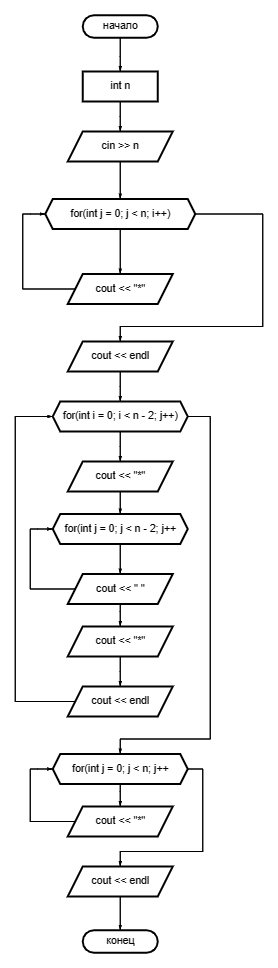 начало
int n
cin >> n
for(int j = 0; j < n; i++)
cout << "*"
cout << endl
for(int i = 0; i < n - 2; j++)
cout << "*"
for(int j = 0; j < n - 2; j++
cout << " "
cout << "*"
cout << endl
for(int j = 0; j < n; j++
cout << "*"
cout << endl
конец